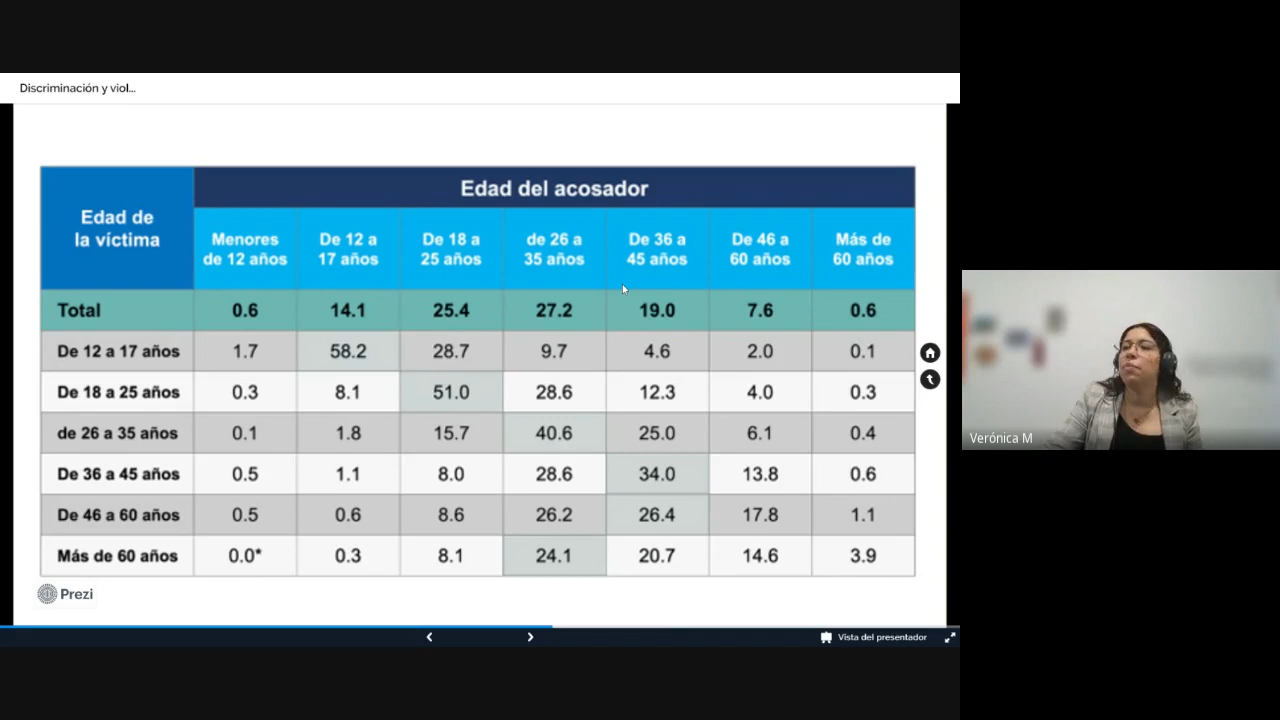 Discriminación y viol...
Edad de
la víctima
Edad del acosador
Menores
de 12 años
De 12 a
17 años
De 18 a
25 años
de 26 a
35 años
De 36 a
45 años
De 46 a
60 años
Más de
60 años
Total 0.6 14.1 25.4 27.2 19.0 7.6 0.6
De 12 a 17 años 1.7 58.2 28.7 9.7 4.6 2.0 0.1
De 18 a 25 años 0.3 8.1 51.0 28.6 12.3 4.0 0.3
de 26 a 35 años 0.1 1.8 15.7 40.6 25.0 6.1 0.4
De 36 a 45 años 0.5 1.1 8.0 28.6 34.0 13.8 0.6
De 46 a 60 años 0.5 0.6 8.6 26.2 26.4 17.8 1.1
Más de 60 años 0.0* 0.3 8.1 24.1 20.7 14.6 3.9
Prezi
Vista del presentador
Verónica M